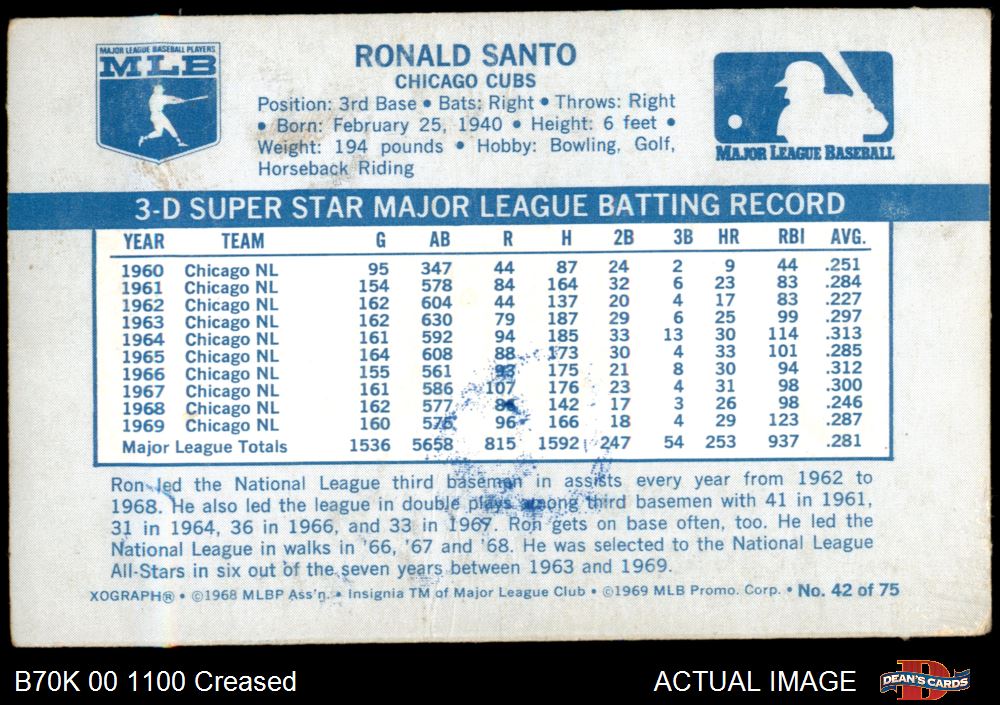 MAJOR LEAGUE BASEBALL PLAYERS
MLB
RONALD SANTO
CHICAGO CUBS
Position: 3rd Base • Bats: Right • Throws: Right
• Born: February 25, 1940 • Height: 6 feet •
Weight: 194 pounds • Hobby: Bowling, Golf,
Horseback Riding
MAJOR LEAGUE BASEBALL
3-D SUPER STAR MAJOR LEAGUE BATTING RECORD
YEAR TEAM G AB R H 2B 3B HR RBI AVG.
1960 Chicago NL 95 347 44 87 24 2 9 44 .251
1961 Chicago NL 154 578 84 164 32 6 23 83 .284
1962 Chicago NL 162 604 44 137 20 4 17 83 .227
1963 Chicago NL 162 630 79 187 29 6 25 99 .297
1964 Chicago NL 161 592 94 185 33 13 30 114 .313
1965 Chicago NL 164 608 88 173 30 4 33 101 .285
1966 Chicago NL 155 561 93 175 21 8 30 94 .312
1967 Chicago NL 161 586 107 176 23 4 31 98 .300
1968 Chicago NL 162 577 142 17 3 26 98 .246
1969 Chicago NL 160 575 96 166 18 4 29 123 .287
Major League Totals 1536 5658 815 1592 247 54 253 937 .281
Ron led the National League third baseman in assists every year from 1962 to
1968. He also led the league in double plays among third basemen with 41 in 1961,
31 in 1964, 36 in 1966, and 33 in 1967. Ron gets on base often, too. He led the
National League in walks in '66, '67 and '68. He was selected to the National League
All-Stars in six out of the seven years between 1963 and 1969.
XOGRAPH® • ©1968 MLBP Ass'n. • Insignia TM of Major League Club • ©1969 MLB Promo. Corp. • No. 42 of 75
B70K 00 1100 Creased
ACTUAL IMAGE
D
DEAN'S CARDS